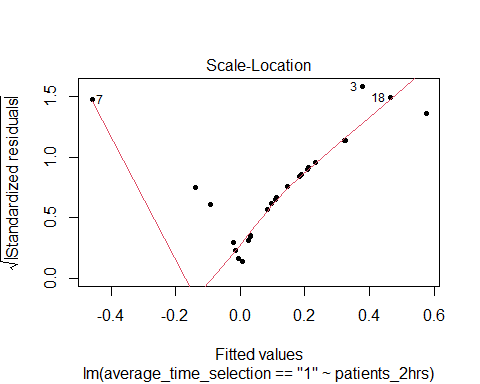 Scale-Location
√|Standardized residuals|
1.5
1.0
0.5
0.0
7
3
18
-0.4 -0.2 0.0 0.2 0.4 0.6
Fitted values
lm(average_time_selection == "1" ~ patients_2hrs)